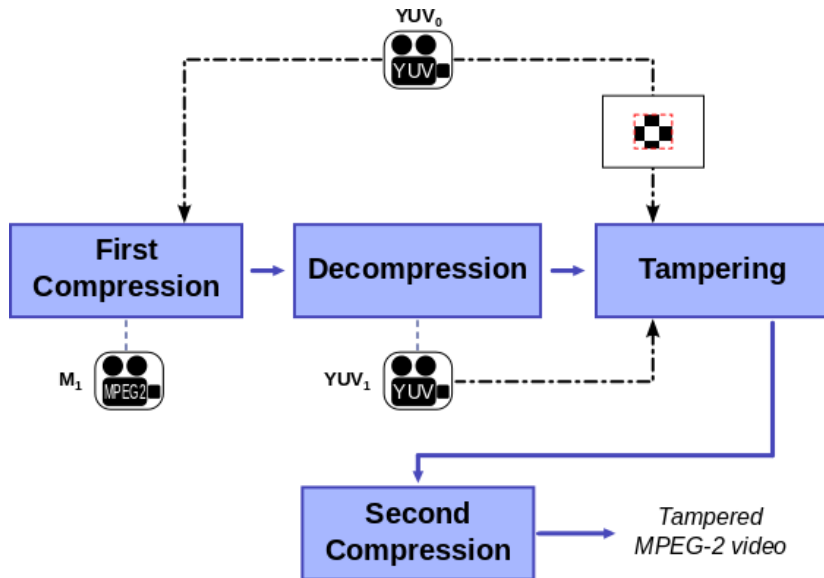 YUV0
YUV
First
Compression
Decompression
Tampering
M1
MPEG2
YUV1
YUV
Second
Compression
Tampered
MPEG-2 video